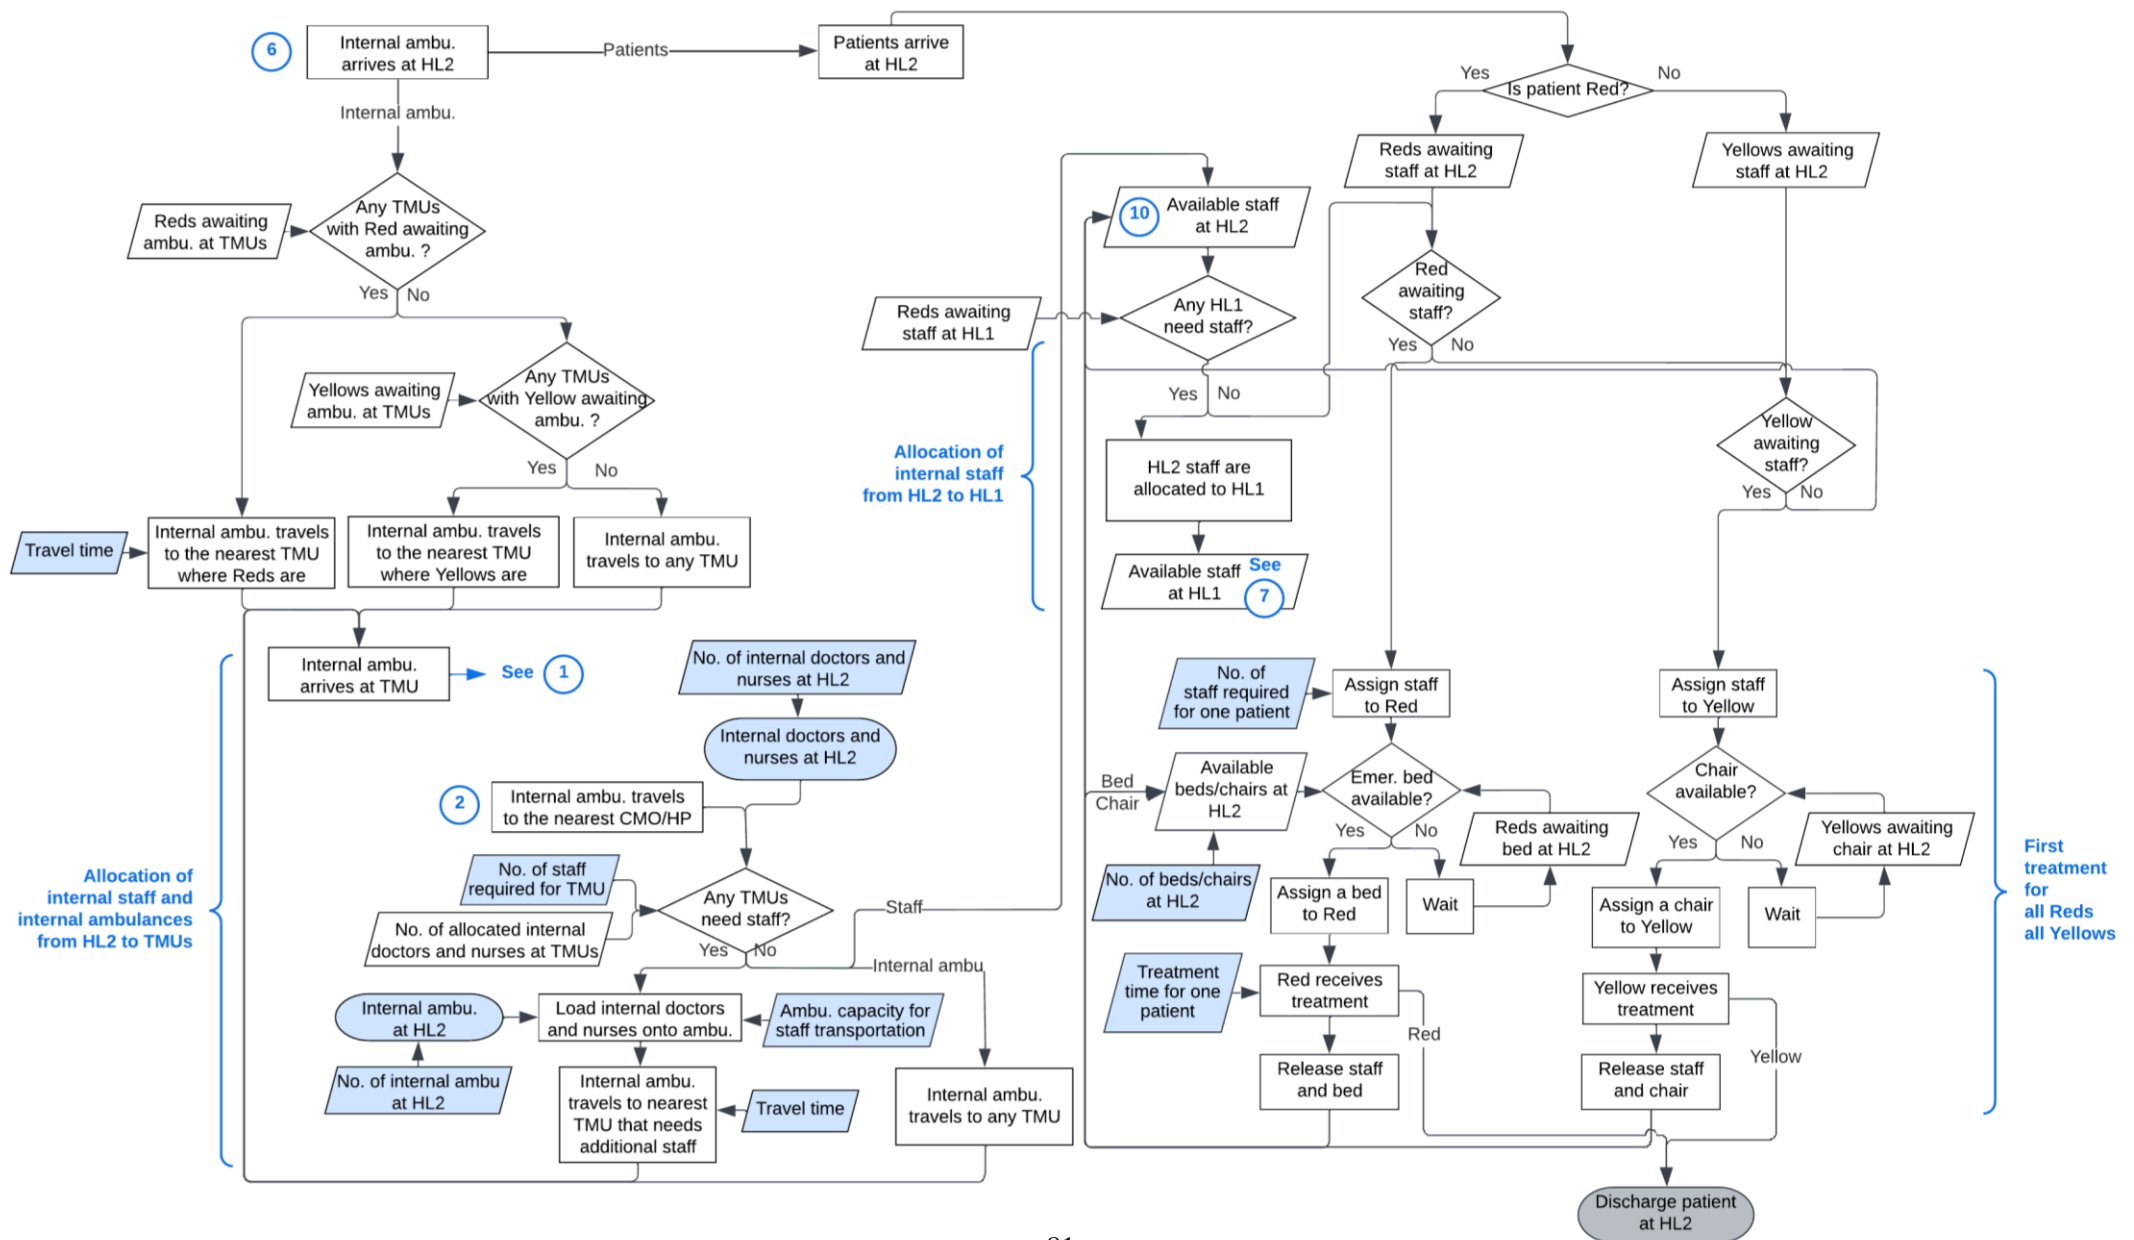 6
Internal ambu.
arrives at HL2
Patients
Patients arrive
at HL2
Internal ambu.
Yes
No
Is patient Red?
Reds awaiting
staff at HL2
Yellows awaiting
staff at HL2
Reds awaiting
ambu. at TMUs
Any TMUs
with Red awaiting
ambu. ?
Yes
No
10
Available staff
at HL2
Red
awaiting
staff?
Yes
No
Reds awaiting
staff at HL1
Any HL1
need staff?
Yes
No
Yellows awaiting
ambu. at TMUs
Any TMUs
with Yellow awaiting
ambu. ?
Yes
No
Yellow
awaiting
staff?
Yes
No
Allocation of
internal staff
from HL2 to HL1
HL2 staff are
allocated to HL1
Available staff
at HL1
See
7
Travel time
Internal ambu. travels
to the nearest TMU
where Reds are
Internal ambu. travels
to the nearest TMU
where Yellows are
Internal ambu.
travels to any TMU
Internal ambu.
arrives at TMU
See
1
No. of internal doctors and
nurses at HL2
Internal doctors and
nurses at HL2
2
Internal ambu. travels
to the nearest CMO/HP
No. of staff
required for TMU
No. of allocated internal
doctors and nurses at TMUs
Any TMUs
need staff?
Yes
No
Staff
Internal ambu
Allocation of
internal staff and
internal ambulances
from HL2 to TMUs
Internal ambu.
at HL2
No. of internal ambu
at HL2
Load internal doctors
and nurses onto ambu.
Ambu. capacity for
staff transportation
Internal ambu.
travels to nearest
TMU that needs
additional staff
Travel time
Internal ambu.
travels to any TMU
No. of
staff required
for one patient
Assign staff
to Red
Assign staff
to Yellow
Bed
Chair
Available
beds/chairs at
HL2
Emer. bed
available?
Yes
No
Reds awaiting
bed at HL2
Chair
available?
Yes
No
Yellows awaiting
chair at HL2
No. of beds/chairs
at HL2
Assign a bed
to Red
Wait
Assign a chair
to Yellow
Wait
First
treatment
for
all Reds
all Yellows
Treatment
time for one
patient
Red receives
treatment
Red
Yellow receives
treatment
Yellow
Release staff
and bed
Release staff
and chair
Discharge patient
at HL2